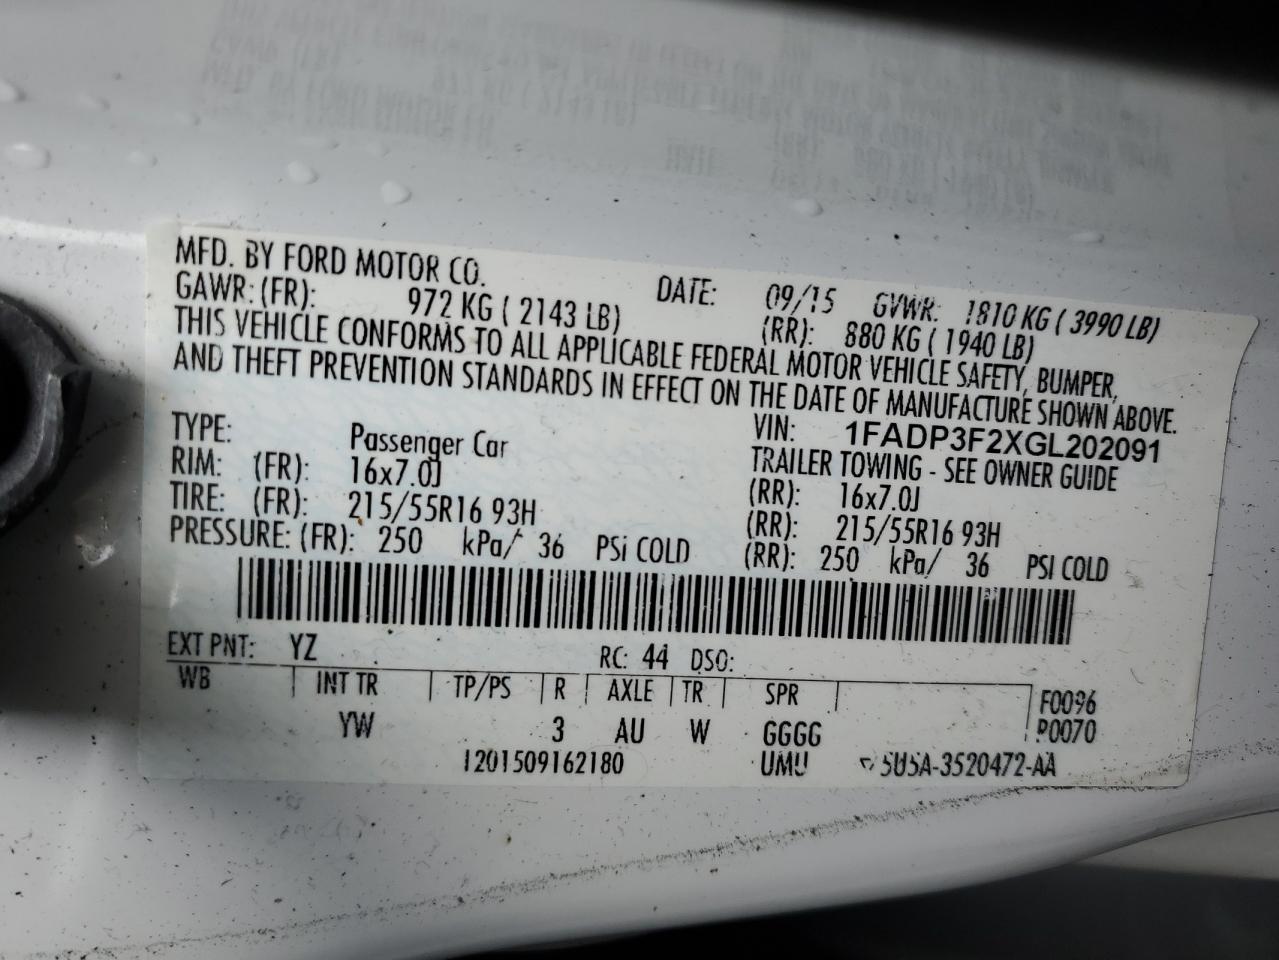 MFD. BY FORD MOTOR CO. DATE: 09/15 GVWR: 1810 KG ( 3990 LB)
GAWR: (FR): 972 KG ( 2143 LB) (RR): 880 KG ( 1940 LB)
THIS VEHICLE CONFORMS TO ALL APPLICABLE FEDERAL MOTOR VEHICLE SAFETY, BUMPER,
AND THEFT PREVENTION STANDARDS IN EFFECT ON THE DATE OF MANUFACTURE SHOWN ABOVE.
VIN: 1FADP3F2XGL202091
TYPE: Passenger Car TRAILER TOWING - SEE OWNER GUIDE
RIM: (FR): 16x7.0J (RR): 16x7.0J
TIRE: (FR): 215/55R16 93H (RR): 215/55R16 93H
PRESSURE: (FR): 250 kPa/ 36 PSi COLD (RR): 250 kPa/ 36 PSI COLD
EXT PNT: YZ RC: 44 DSO:
WB INT TR TP/PS R AXLE TR SPR F0096
YW 3 AU W GGGG P0070
1201509162180 UMU 5U5A-3520472-AA